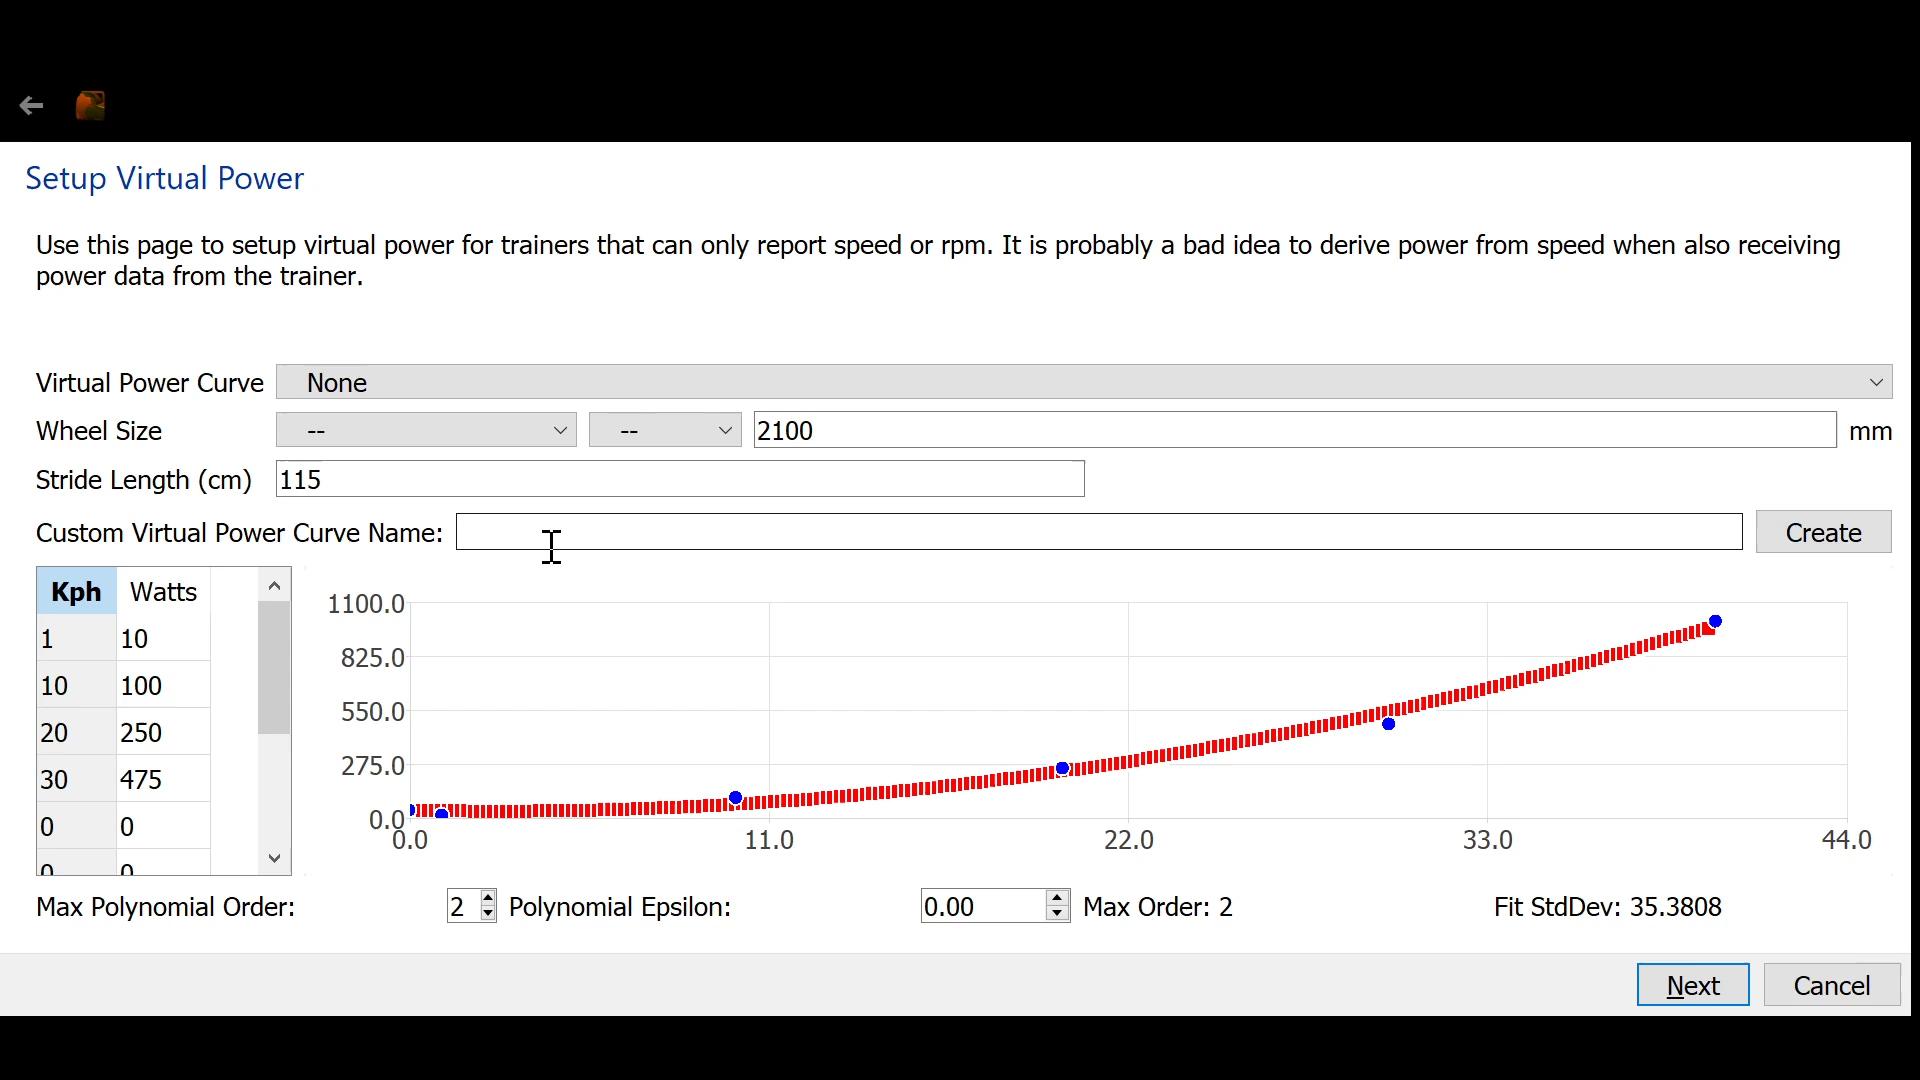 Setup Virtual Power
Use this page to setup virtual power for trainers that can only report speed or rpm. It is probably a bad idea to derive power from speed when also receiving
power data from the trainer.
Virtual Power Curve None
Wheel Size -- -- 2100 mm
Stride Length (cm) 115
Custom Virtual Power Curve Name: Create
Kph Watts
1 10
10 100
20 250
30 475
0 0
0 0
1100.0
825.0
550.0
275.0
0.0
0.0 11.0 22.0 33.0 44.0
Max Polynomial Order: 2 Polynomial Epsilon: 0.00 Max Order: 2 Fit StdDev: 35.3808
Next Cancel